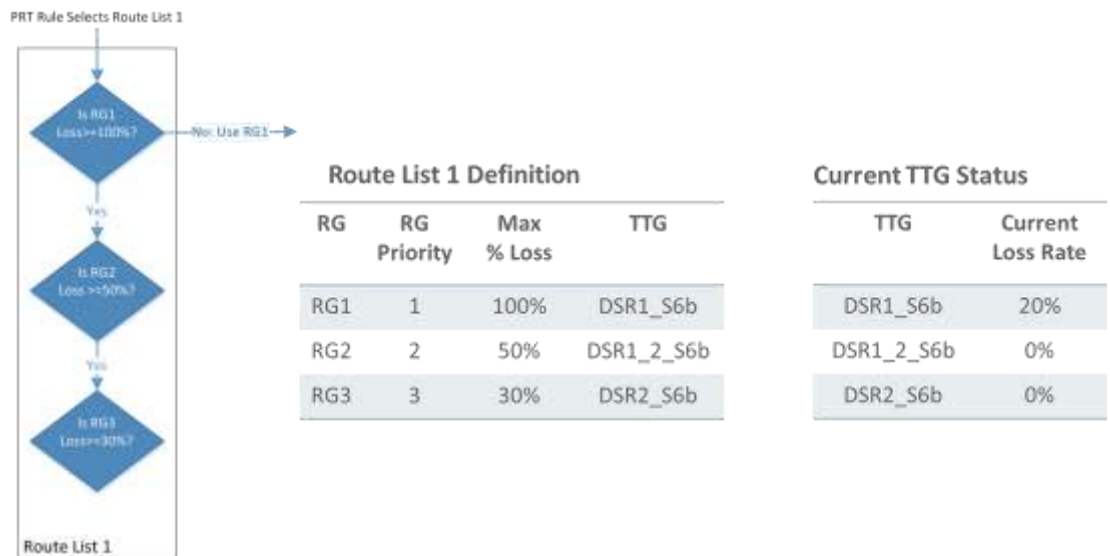 PRT Rule Selects Route List 1
Is RG1
Loss>=100%?
No: Use RG1
Yes
Is RG2
Loss >=50%?
Yes
Is RG3
Loss>=30%?
Route List 1
Route List 1 Definition
RG RG Priority Max % Loss TTG
RG1 1 100% DSR1_S6b
RG2 2 50% DSR1_2_S6b
RG3 3 30% DSR2_S6b
Current TTG Status
TTG Current Loss Rate
DSR1_S6b 20%
DSR1_2_S6b 0%
DSR2_S6b 0%